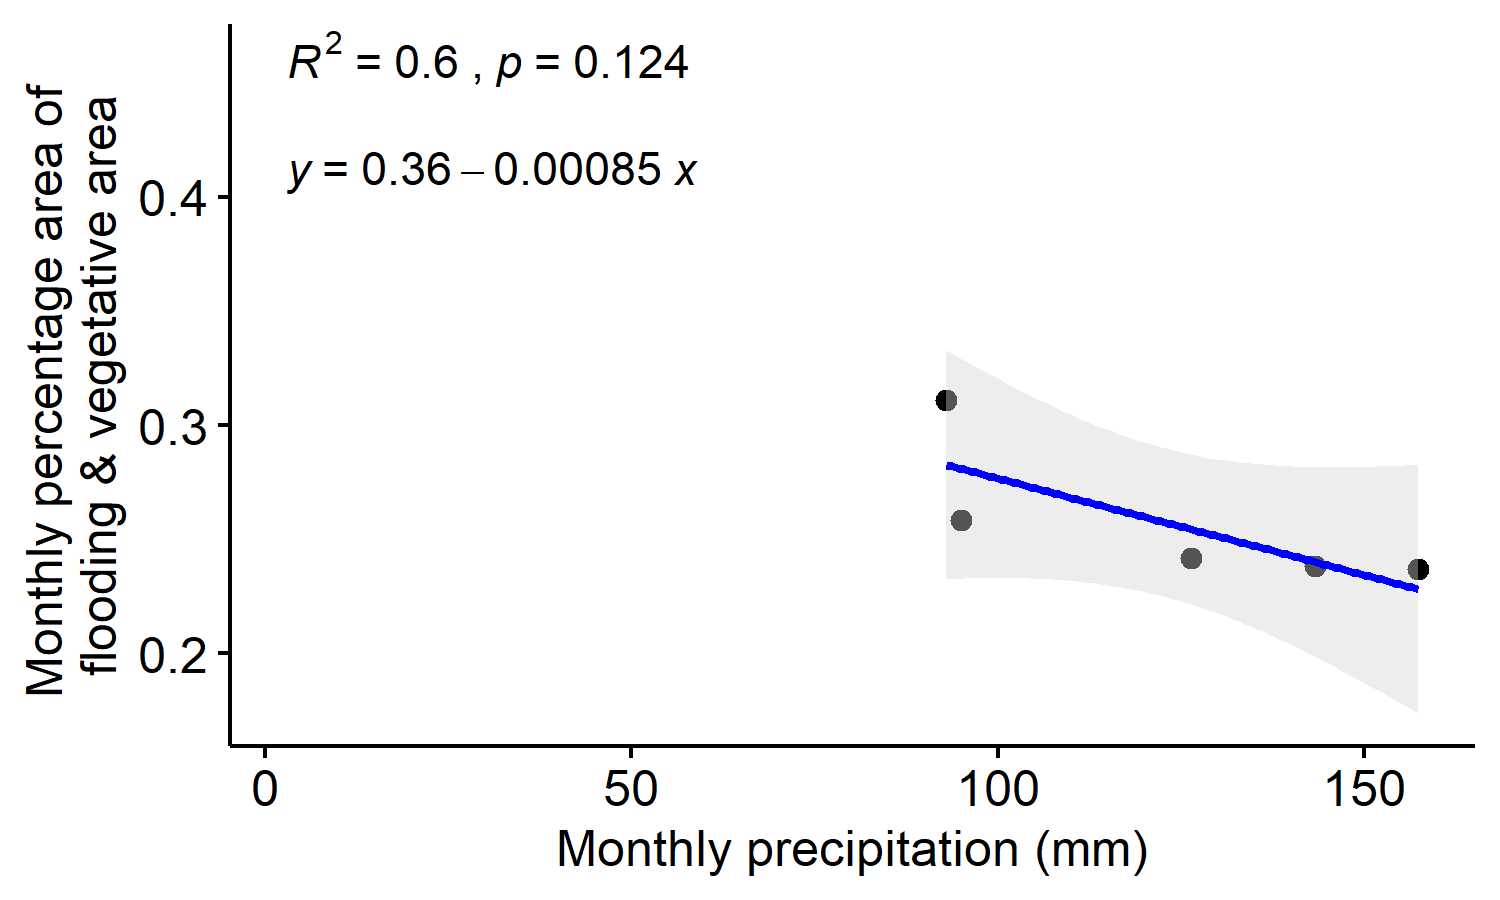 R² = 0.6 , p = 0.124
y = 0.36 – 0.00085 x
Monthly percentage area of
flooding & vegetative area
0.4
0.3
0.2
0 50 100 150
Monthly precipitation (mm)